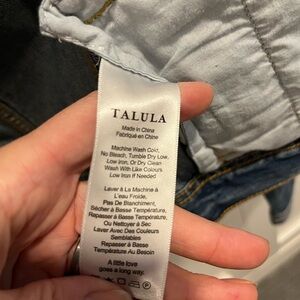 TALULA
Made in China
Fabriqué en Chine
Machine Wash Cold,
No Bleach, Tumble Dry Low,
Low Iron, Or Dry Clean
Wash With Like Colours
Low Iron If Needed
Laver À La Machine À
L'eau Froide,
Pas De Blanchiment,
Sécher à Basse Température,
Repasser à Basse Température,
Ou Nettoyer à Sec
Laver Avec Des Couleurs
Semblables
Repasser à Basse
Température Au Besoin
A little love
goes a long way.